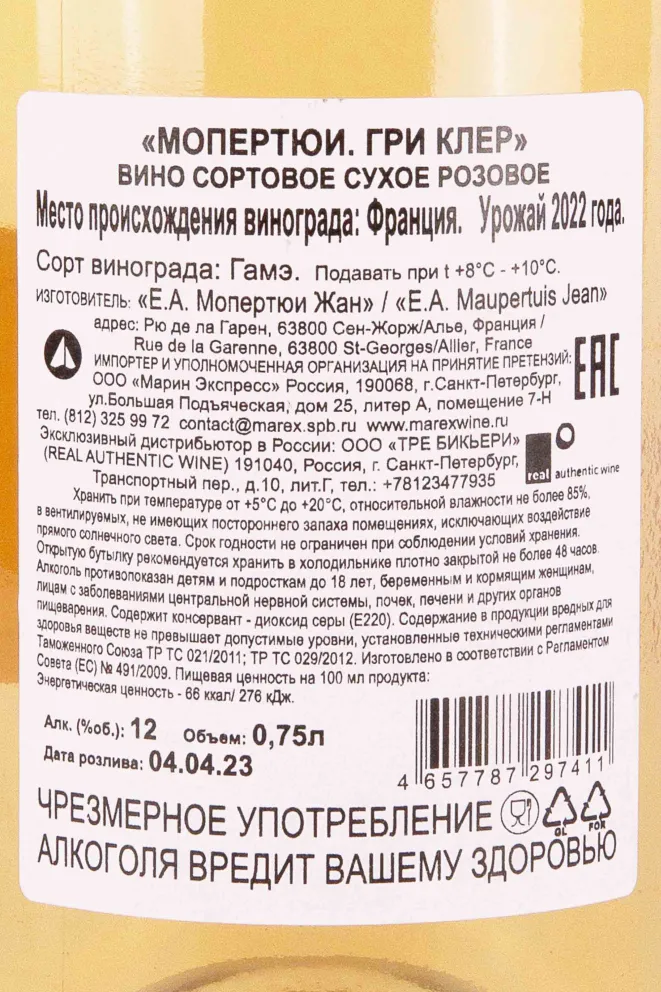 «МОПЕРТЮИ. ГРИ КЛЕР»
ВИНО СОРТОВОЕ СУХОЕ РОЗОВОЕ
Место происхождения винограда: Франция. Урожай 2022 года.
Сорт винограда: Гамэ. Подавать при t +8°C - +10°C.
ИЗГОТОВИТЕЛЬ: «Е.А. Мопертюи Жан» / «E.A. Maupertuis Jean»
адрес: Рю де ла Гарен, 63800 Сен-Жорж/Алье, Франция /
Rue de la Garenne, 63800 St-Georges/Allier, France
ИМПОРТЕР И УПОЛНОМОЧЕННАЯ ОРГАНИЗАЦИЯ НА ПРИНЯТИЕ ПРЕТЕНЗИЙ:
ООО «Марин Экспресс» Россия, 190068, г.Санкт-Петербург,
ул.Большая Подъяческая, дом 25, литер А, помещение 7-Н
EAC
тел. (812) 325 99 72 contact@marex.spb.ru www.marexwine.ru
Эксклюзивный дистрибьютор в России: ООО «ТРЕ БИКЬЕРИ»
(REAL AUTHENTIC WINE) 191040, Россия, г. Санкт-Петербург,
Транспортный пер., д.10, лит.Г, тел.: +78123477935
real authentic wine
Хранить при температуре от +5°С до +20°С, относительной влажности не более 85%,
в вентилируемых, не имеющих постороннего запаха помещениях, исключающих воздействие
прямого солнечного света. Срок годности не ограничен при соблюдении условий хранения.
Открытую бутылку рекомендуется хранить в холодильнике плотно закрытой не более 48 часов.
Алкоголь противопоказан детям и подросткам до 18 лет, беременным и кормящим женщинам,
лицам с заболеваниями центральной нервной системы, почек, печени и других органов
пищеварения. Содержит консервант - диоксид серы (Е220). Содержание в продукции вредных для
здоровья веществ не превышает допустимые уровни, установленные техническими регламентами
Таможенного Союза ТР ТС 021/2011; ТР ТС 029/2012. Изготовлено в соответствии с Регламентом
Совета (ЕС) № 491/2009. Пищевая ценность на 100 мл продукта:
Энергетическая ценность - 66 ккал/ 276 кДж.
Алк. (%об.): 12 Объем: 0,75л
Дата розлива: 04.04.23
4 657787 297411
ЧРЕЗМЕРНОЕ УПОТРЕБЛЕНИЕ
GL FOR
АЛКОГОЛЯ ВРЕДИТ ВАШЕМУ ЗДОРОВЬЮ